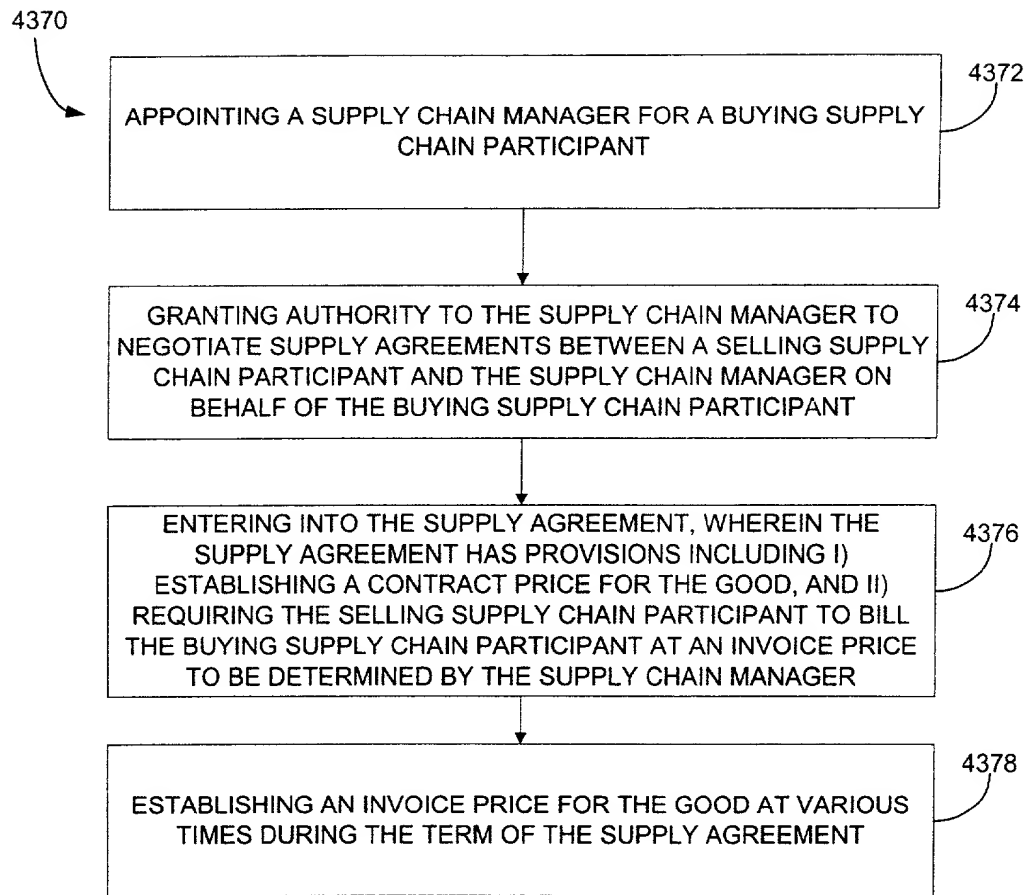 4370
4372
APPOINTING A SUPPLY CHAIN MANAGER FOR A BUYING SUPPLY
CHAIN PARTICIPANT
4374
GRANTING AUTHORITY TO THE SUPPLY CHAIN MANAGER TO
NEGOTIATE SUPPLY AGREEMENTS BETWEEN A SELLING SUPPLY
CHAIN PARTICIPANT AND THE SUPPLY CHAIN MANAGER ON
BEHALF OF THE BUYING SUPPLY CHAIN PARTICIPANT
4376
ENTERING INTO THE SUPPLY AGREEMENT, WHEREIN THE
SUPPLY AGREEMENT HAS PROVISIONS INCLUDING I)
ESTABLISHING A CONTRACT PRICE FOR THE GOOD, AND II)
REQUIRING THE SELLING SUPPLY CHAIN PARTICIPANT TO BILL
THE BUYING SUPPLY CHAIN PARTICIPANT AT AN INVOICE PRICE
TO BE DETERMINED BY THE SUPPLY CHAIN MANAGER
4378
ESTABLISHING AN INVOICE PRICE FOR THE GOOD AT VARIOUS
TIMES DURING THE TERM OF THE SUPPLY AGREEMENT